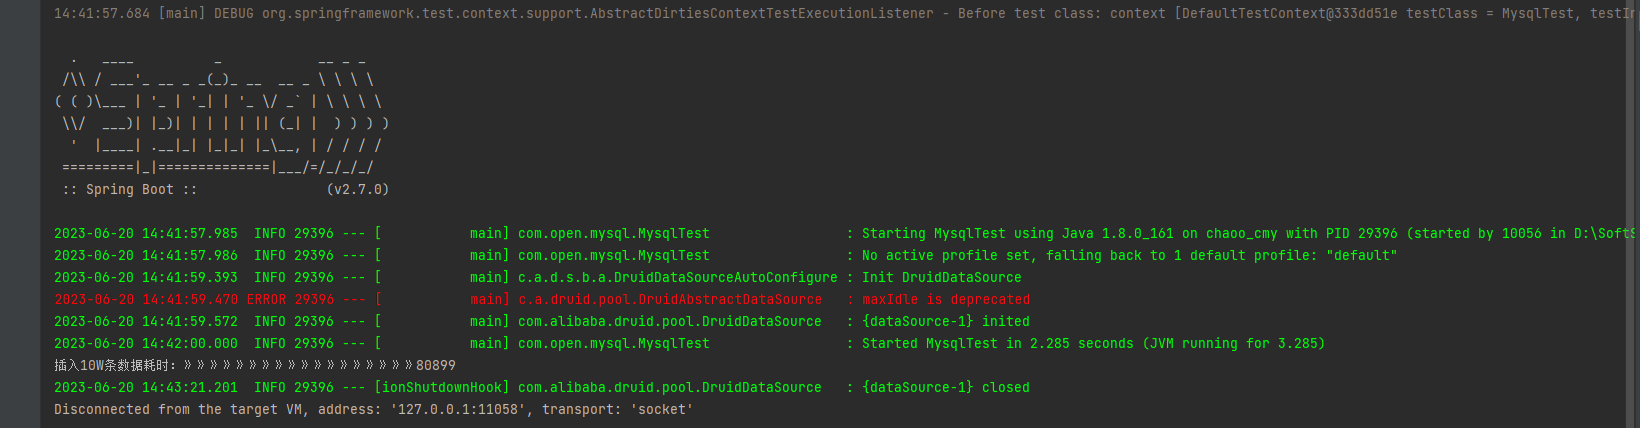 14:41:57.684 [main] DEBUG org.springframework.test.context.support.AbstractDirtiesContextTestExecutionListener - Before test class: context [DefaultTestContext@333dd51e testClass = MysqlTest, testIn
  .   ____          _            __ _ _
 /\\ / ___'_ __ _ _(_)_ __  __ _ \ \ \ \
( ( )\___ | '_ | '_| | '_ \/ _` | \ \ \ \
 \\/  ___)| |_)| | | | | || (_| |  ) ) ) )
  '  |____| .__|_| |_|_| |_\__, | / / / /
 =========|_|==============|___/=/_/_/_/
 :: Spring Boot ::                (v2.7.0)
2023-06-20 14:41:57.985  INFO 29396 --- [           main] com.open.mysql.MysqlTest                 : Starting MysqlTest using Java 1.8.0_161 on chaoo_cmy with PID 29396 (started by 10056 in D:\SoftS
2023-06-20 14:41:57.986  INFO 29396 --- [           main] com.open.mysql.MysqlTest                 : No active profile set, falling back to 1 default profile: "default"
2023-06-20 14:41:59.393  INFO 29396 --- [           main] c.a.d.s.b.a.DruidDataSourceAutoConfigure : Init DruidDataSource
2023-06-20 14:41:59.470 ERROR 29396 --- [           main] c.a.druid.pool.DruidAbstractDataSource   : maxIdle is deprecated
2023-06-20 14:41:59.572  INFO 29396 --- [           main] com.alibaba.druid.pool.DruidDataSource   : {dataSource-1} inited
2023-06-20 14:42:00.000  INFO 29396 --- [           main] com.open.mysql.MysqlTest                 : Started MysqlTest in 2.285 seconds (JVM running for 3.285)
插入10W条数据耗时：》》》》》》》》》》》》》》》》》》80899
2023-06-20 14:43:21.201  INFO 29396 --- [ionShutdownHook] com.alibaba.druid.pool.DruidDataSource   : {dataSource-1} closed
Disconnected from the target VM, address: '127.0.0.1:11058', transport: 'socket'